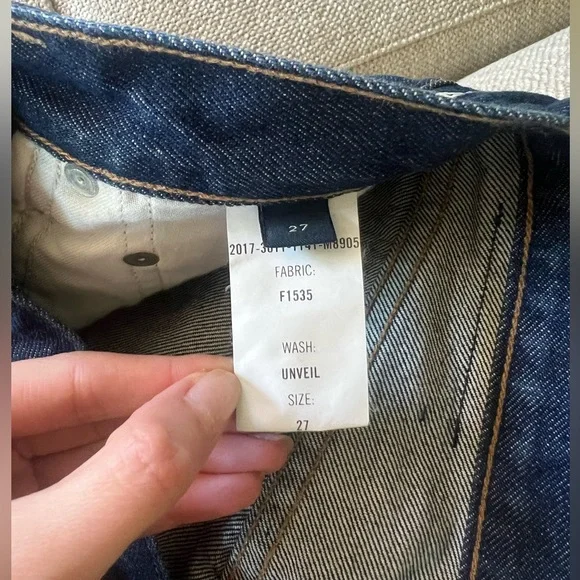 27
FABRIC:
F1535
WASH:
UNVEIL
SIZE:
27